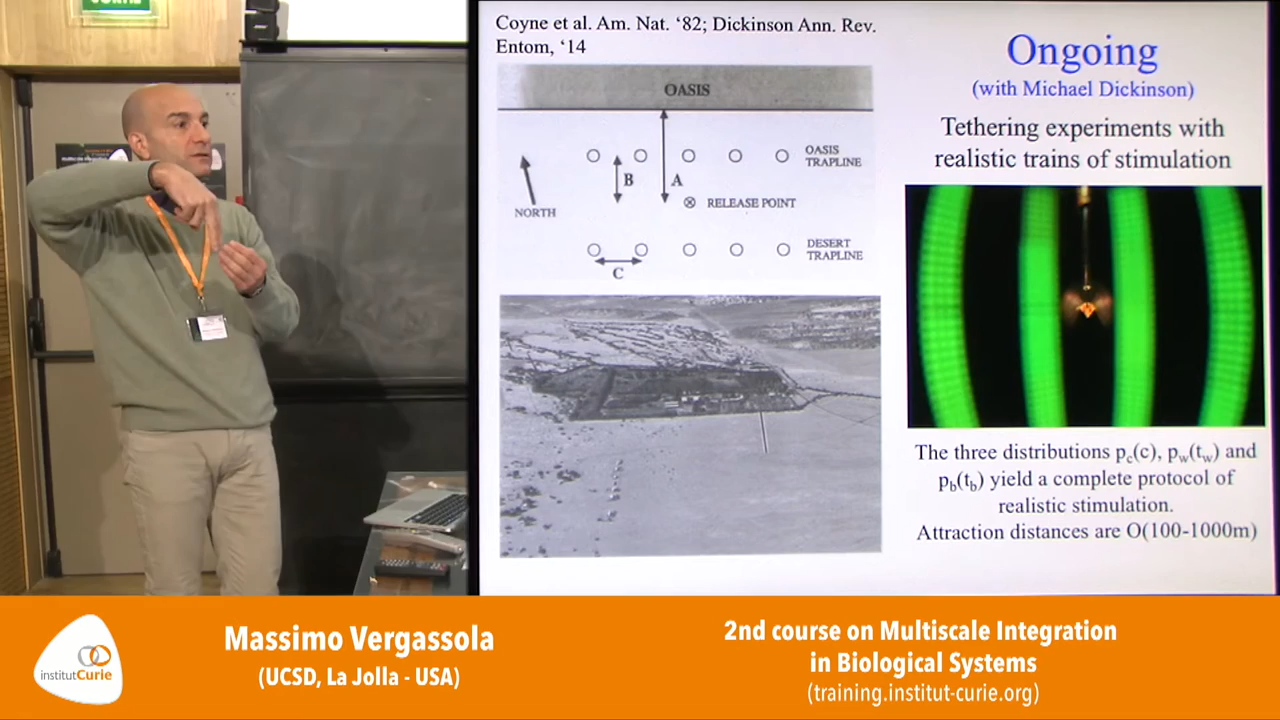 SORTIE
Coyne et al. Am. Nat. ‘82; Dickinson Ann. Rev.
Entom, ‘14
OASIS
OASIS
TRAPLINE
B
A
NORTH
RELEASE POINT
DESERT
TRAPLINE
C
Ongoing
(with Michael Dickinson)
Tethering experiments with
realistic trains of stimulation
The three distributions pc(c), pw(tw) and
pb(tb) yield a complete protocol of
realistic stimulation.
Attraction distances are O(100-1000m)
institutCurie
Massimo Vergassola
(UCSD, La Jolla - USA)
2nd course on Multiscale Integration
in Biological Systems
(training.institut-curie.org)